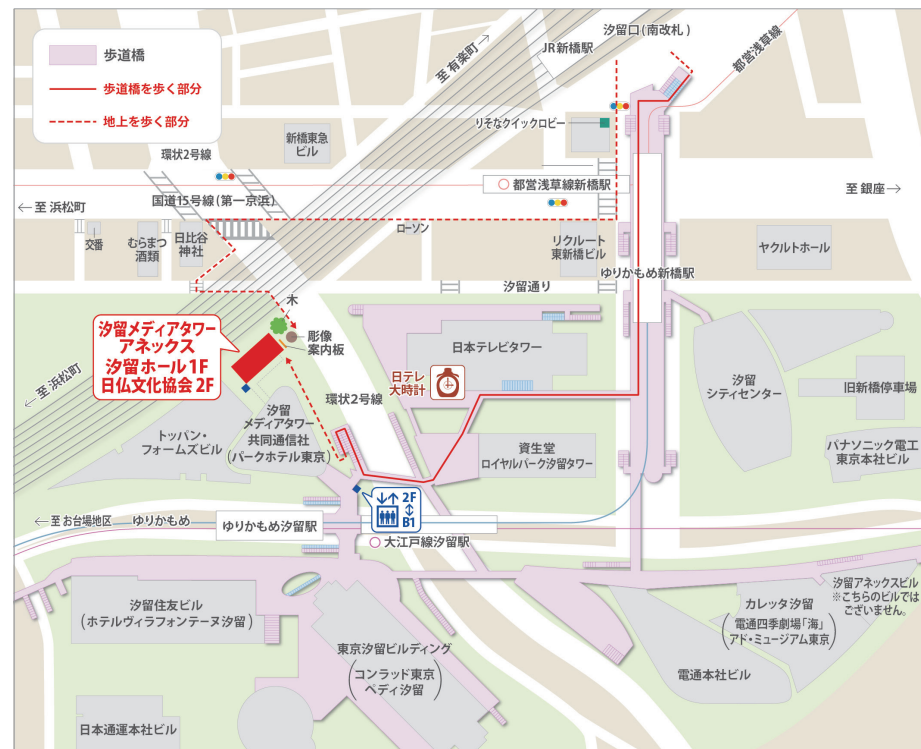 歩道橋
歩道橋を歩く部分
地上を歩く部分
汐留口(南改札)
JR新橋駅
至 有楽町
都営浅草線
りそなクイックロビー
新橋東急
ビル
環状2号線
国道15号線(第一京浜)
都営浅草線新橋駅
至 銀座
至 浜松町
交番
むらまつ
酒類
日比谷
神社
ローソン
リクルート
東新橋ビル
ゆりかもめ新橋駅
ヤクルトホール
汐留通り
木
彫像
案内板
汐留メディアタワー
アネックス
汐留ホール1F
日仏文化協会 2F
至 浜松町
日本テレビタワー
日テレ
大時計
環状2号線
汐留
シティセンター
旧新橋停車場
パナソニック電工
東京本社ビル
トッパン・
フォームズビル
汐留
メディアタワー
共同通信社
(パークホテル東京)
資生堂
ロイヤルパーク汐留タワー
2F
B1
至 お台場地区
ゆりかもめ
ゆりかもめ汐留駅
大江戸線汐留駅
汐留住友ビル
(ホテルヴィラフォンテーヌ汐留)
東京汐留ビルディング
(コンラッド東京
ペディ汐留)
カレッタ汐留
(電通四季劇場「海」
アド・ミュージアム東京)
汐留アネックスビル
※こちらのビルでは
ございません。
電通本社ビル
日本通運本社ビル